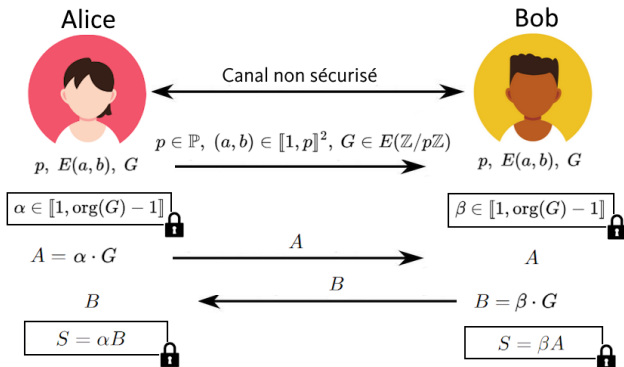 Alice
Bob
Canal non sécurisé
p ∈ ℙ, (a, b) ∈ ⟦1, p⟧², G ∈ E(ℤ/pℤ)
p, E(a, b), G
p, E(a, b), G
α ∈ ⟦1, org(G) − 1⟧
β ∈ ⟦1, org(G) − 1⟧
A = α · G
A
A
B
B
B = β · G
S = αB
S = βA